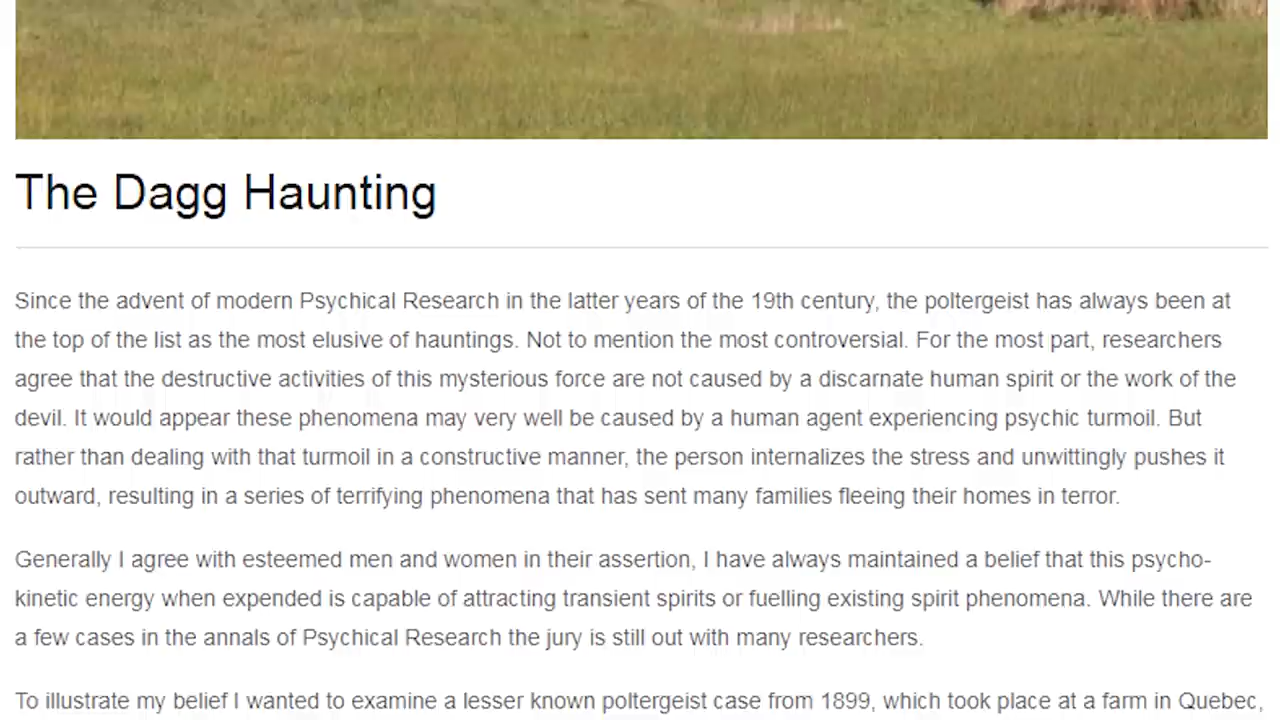 The Dagg Haunting
Since the advent of modern Psychical Research in the latter years of the 19th century, the poltergeist has always been at
the top of the list as the most elusive of hauntings. Not to mention the most controversial. For the most part, researchers
agree that the destructive activities of this mysterious force are not caused by a discarnate human spirit or the work of the
devil. It would appear these phenomena may very well be caused by a human agent experiencing psychic turmoil. But
rather than dealing with that turmoil in a constructive manner, the person internalizes the stress and unwittingly pushes it
outward, resulting in a series of terrifying phenomena that has sent many families fleeing their homes in terror.
Generally I agree with esteemed men and women in their assertion, I have always maintained a belief that this psycho-
kinetic energy when expended is capable of attracting transient spirits or fuelling existing spirit phenomena. While there are
a few cases in the annals of Psychical Research the jury is still out with many researchers.
To illustrate my belief I wanted to examine a lesser known poltergeist case from 1899, which took place at a farm in Quebec,